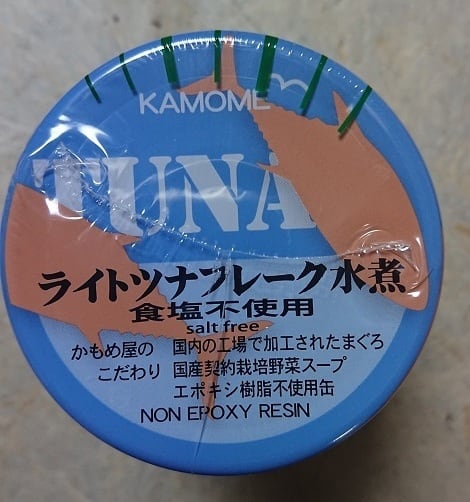 KAMOME
TUNA
ライトツナフレーク水煮
食塩不使用
salt free
かもめ屋の 国内の工場で加工されたまぐろ
こだわり 国産契約栽培野菜スープ
エポキシ樹脂不使用缶
NON EPOXY RESIN